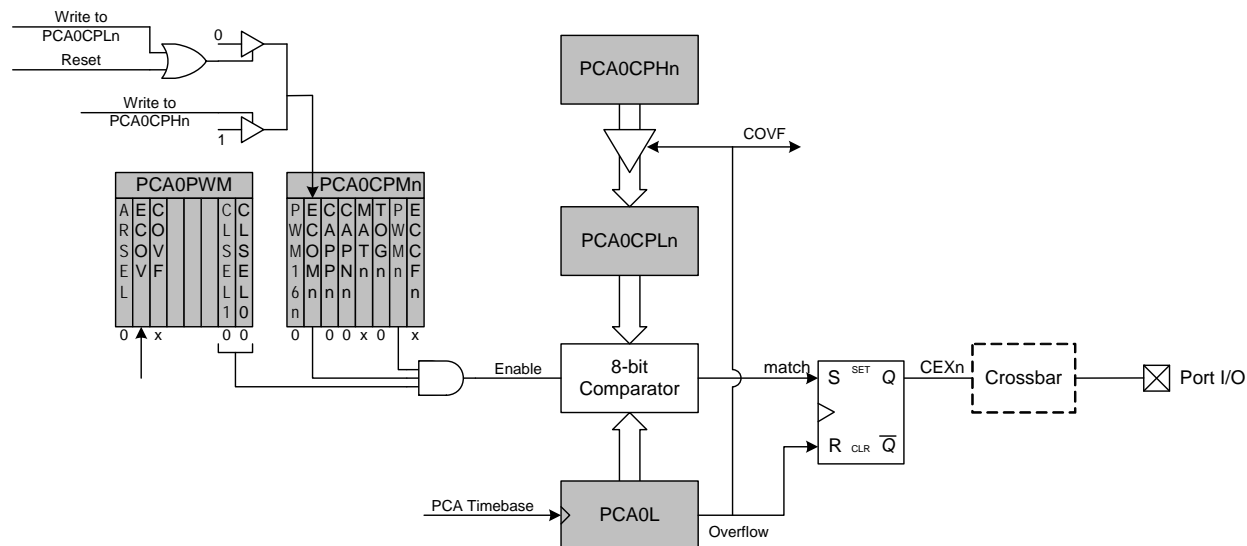 Write to
PCA0CPLn
Reset
0
Write to
PCA0CPHn
1
PCA0CPHn
COVF
PCA0PWM
ARSEL
ECOV
COVF
CLSEL1
CLSEL0
0
x
0
0
PCA0CPMn
PWM16n
ECOMn
CAPPn
CAPNn
MATn
TOGn
PWMn
ECCFn
0
0
0
x
0
x
PCA0CPLn
Enable
8-bit
Comparator
match
S
SET
Q
R
CLR
Q
CEXn
Crossbar
Port I/O
PCA Timebase
PCA0L
Overflow